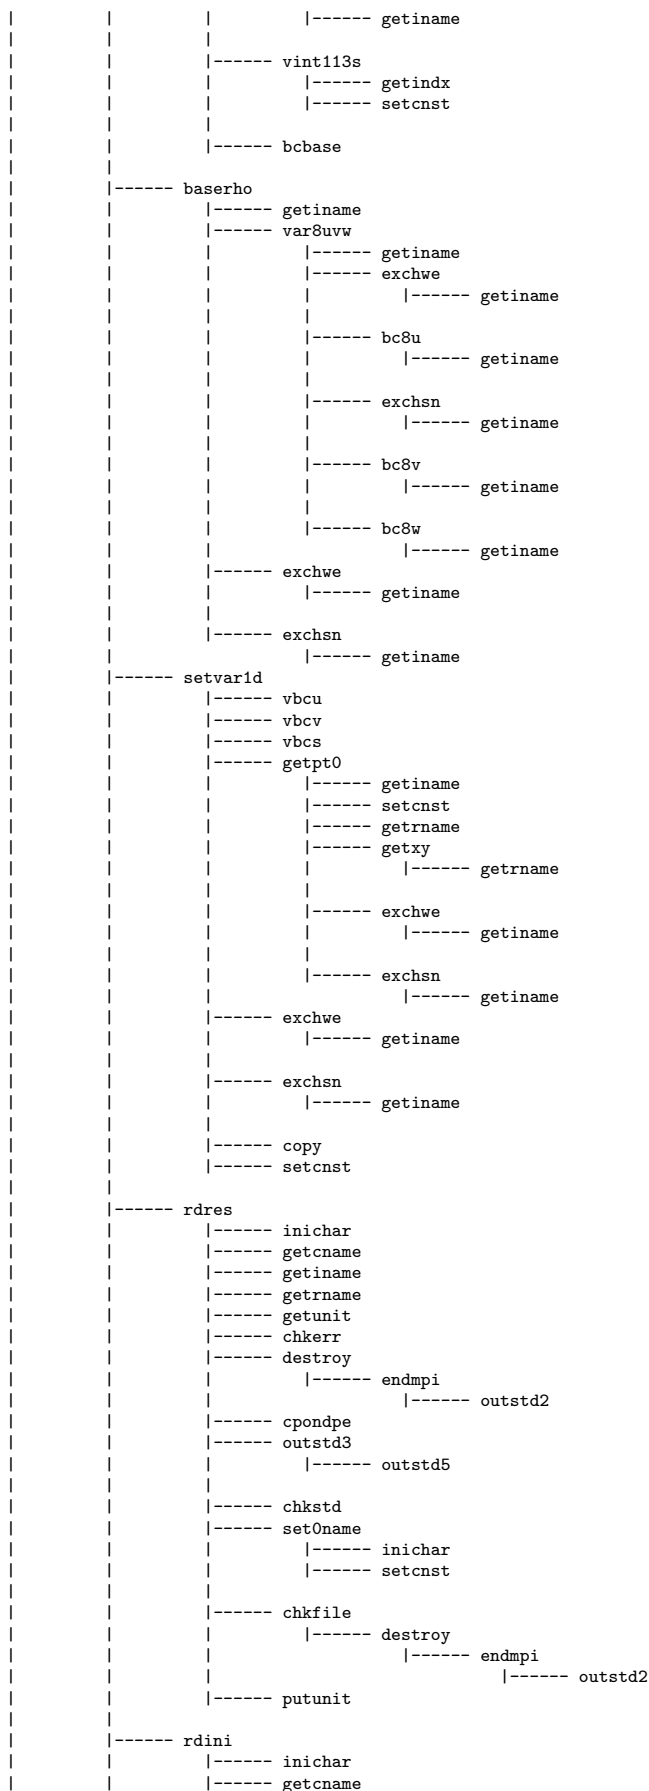 |           |           |           |------ getiname
|           |           |
|           |           |------ vint113s
|           |           |           |------ getindx
|           |           |           |------ setcnst
|           |           |
|           |           |------ bcbase
|           |
|           |------ baserho
|           |           |------ getiname
|           |           |------ var8uvw
|           |           |           |------ getiname
|           |           |           |------ exchwe
|           |           |           |           |------ getiname
|           |           |           |
|           |           |           |------ bc8u
|           |           |           |           |------ getiname
|           |           |           |
|           |           |           |------ exchsn
|           |           |           |           |------ getiname
|           |           |           |
|           |           |           |------ bc8v
|           |           |           |           |------ getiname
|           |           |           |
|           |           |           |------ bc8w
|           |           |                       |------ getiname
|           |           |------ exchwe
|           |           |           |------ getiname
|           |           |
|           |           |------ exchsn
|           |                       |------ getiname
|           |------ setvar1d
|           |           |------ vbcu
|           |           |------ vbcv
|           |           |------ vbcs
|           |           |------ getpt0
|           |           |           |------ getiname
|           |           |           |------ setcnst
|           |           |           |------ getrname
|           |           |           |------ getxy
|           |           |           |           |------ getrname
|           |           |           |
|           |           |           |------ exchwe
|           |           |           |           |------ getiname
|           |           |           |
|           |           |           |------ exchsn
|           |           |                       |------ getiname
|           |           |------ exchwe
|           |           |           |------ getiname
|           |           |
|           |           |------ exchsn
|           |           |           |------ getiname
|           |           |
|           |           |------ copy
|           |           |------ setcnst
|           |
|           |------ rdres
|           |           |------ inichar
|           |           |------ getcname
|           |           |------ getiname
|           |           |------ getrname
|           |           |------ getunit
|           |           |------ chkerr
|           |           |------ destroy
|           |           |           |------ endmpi
|           |           |                       |------ outstd2
|           |           |------ cpondpe
|           |           |------ outstd3
|           |           |           |------ outstd5
|           |           |
|           |           |------ chkstd
|           |           |------ set0name
|           |           |           |------ inichar
|           |           |           |------ setcnst
|           |           |
|           |           |------ chkfile
|           |           |           |------ destroy
|           |           |                       |------ endmpi
|           |           |                                   |------ outstd2
|           |           |------ putunit
|           |
|           |------ rdini
|           |           |------ inichar
|           |           |------ getcname